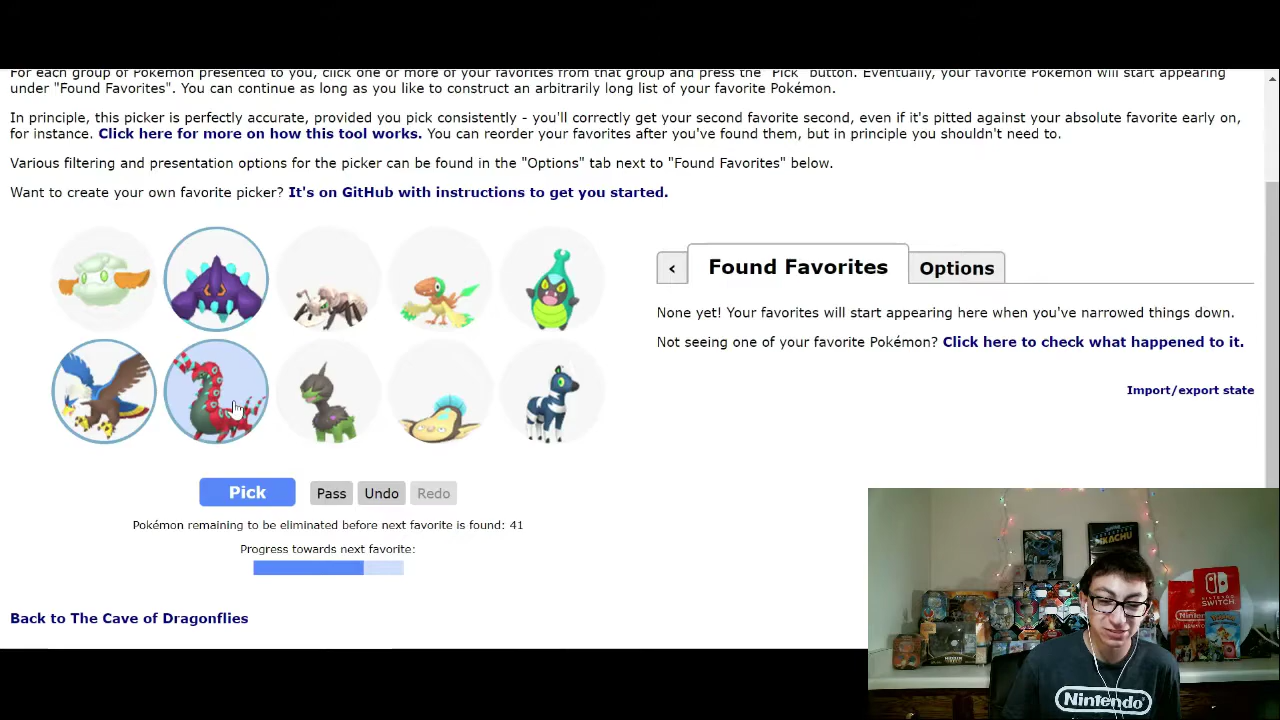 For each group of Pokémon presented to you, click one or more of your favorites from that group and press the "Pick" button. Eventually, your favorite Pokémon will start appearing
under "Found Favorites". You can continue as long as you like to construct an arbitrarily long list of your favorite Pokémon.
In principle, this picker is perfectly accurate, provided you pick consistently - you'll correctly get your second favorite second, even if it's pitted against your absolute favorite early on,
for instance. Click here for more on how this tool works. You can reorder your favorites after you've found them, but in principle you shouldn't need to.
Various filtering and presentation options for the picker can be found in the "Options" tab next to "Found Favorites" below.
Want to create your own favorite picker? It's on GitHub with instructions to get you started.
‹ Found Favorites Options
None yet! Your favorites will start appearing here when you've narrowed things down.
Not seeing one of your favorite Pokémon? Click here to check what happened to it.
Import/export state
Pick Pass Undo Redo
Pokémon remaining to be eliminated before next favorite is found: 41
Progress towards next favorite:
Back to The Cave of Dragonflies
PIKACHU
NINTENDO
SWITCH
Nintendo